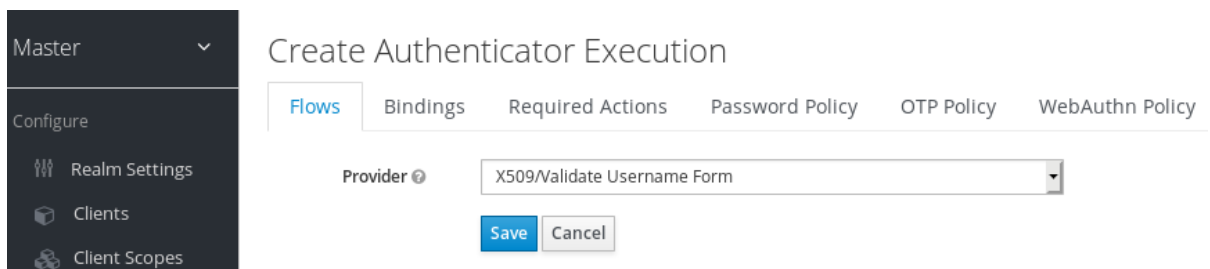 Master
Create Authenticator Execution
Flows Bindings Required Actions Password Policy OTP Policy WebAuthn Policy
Configure
Realm Settings
Provider X509/Validate Username Form
Clients
Save Cancel
Client Scopes